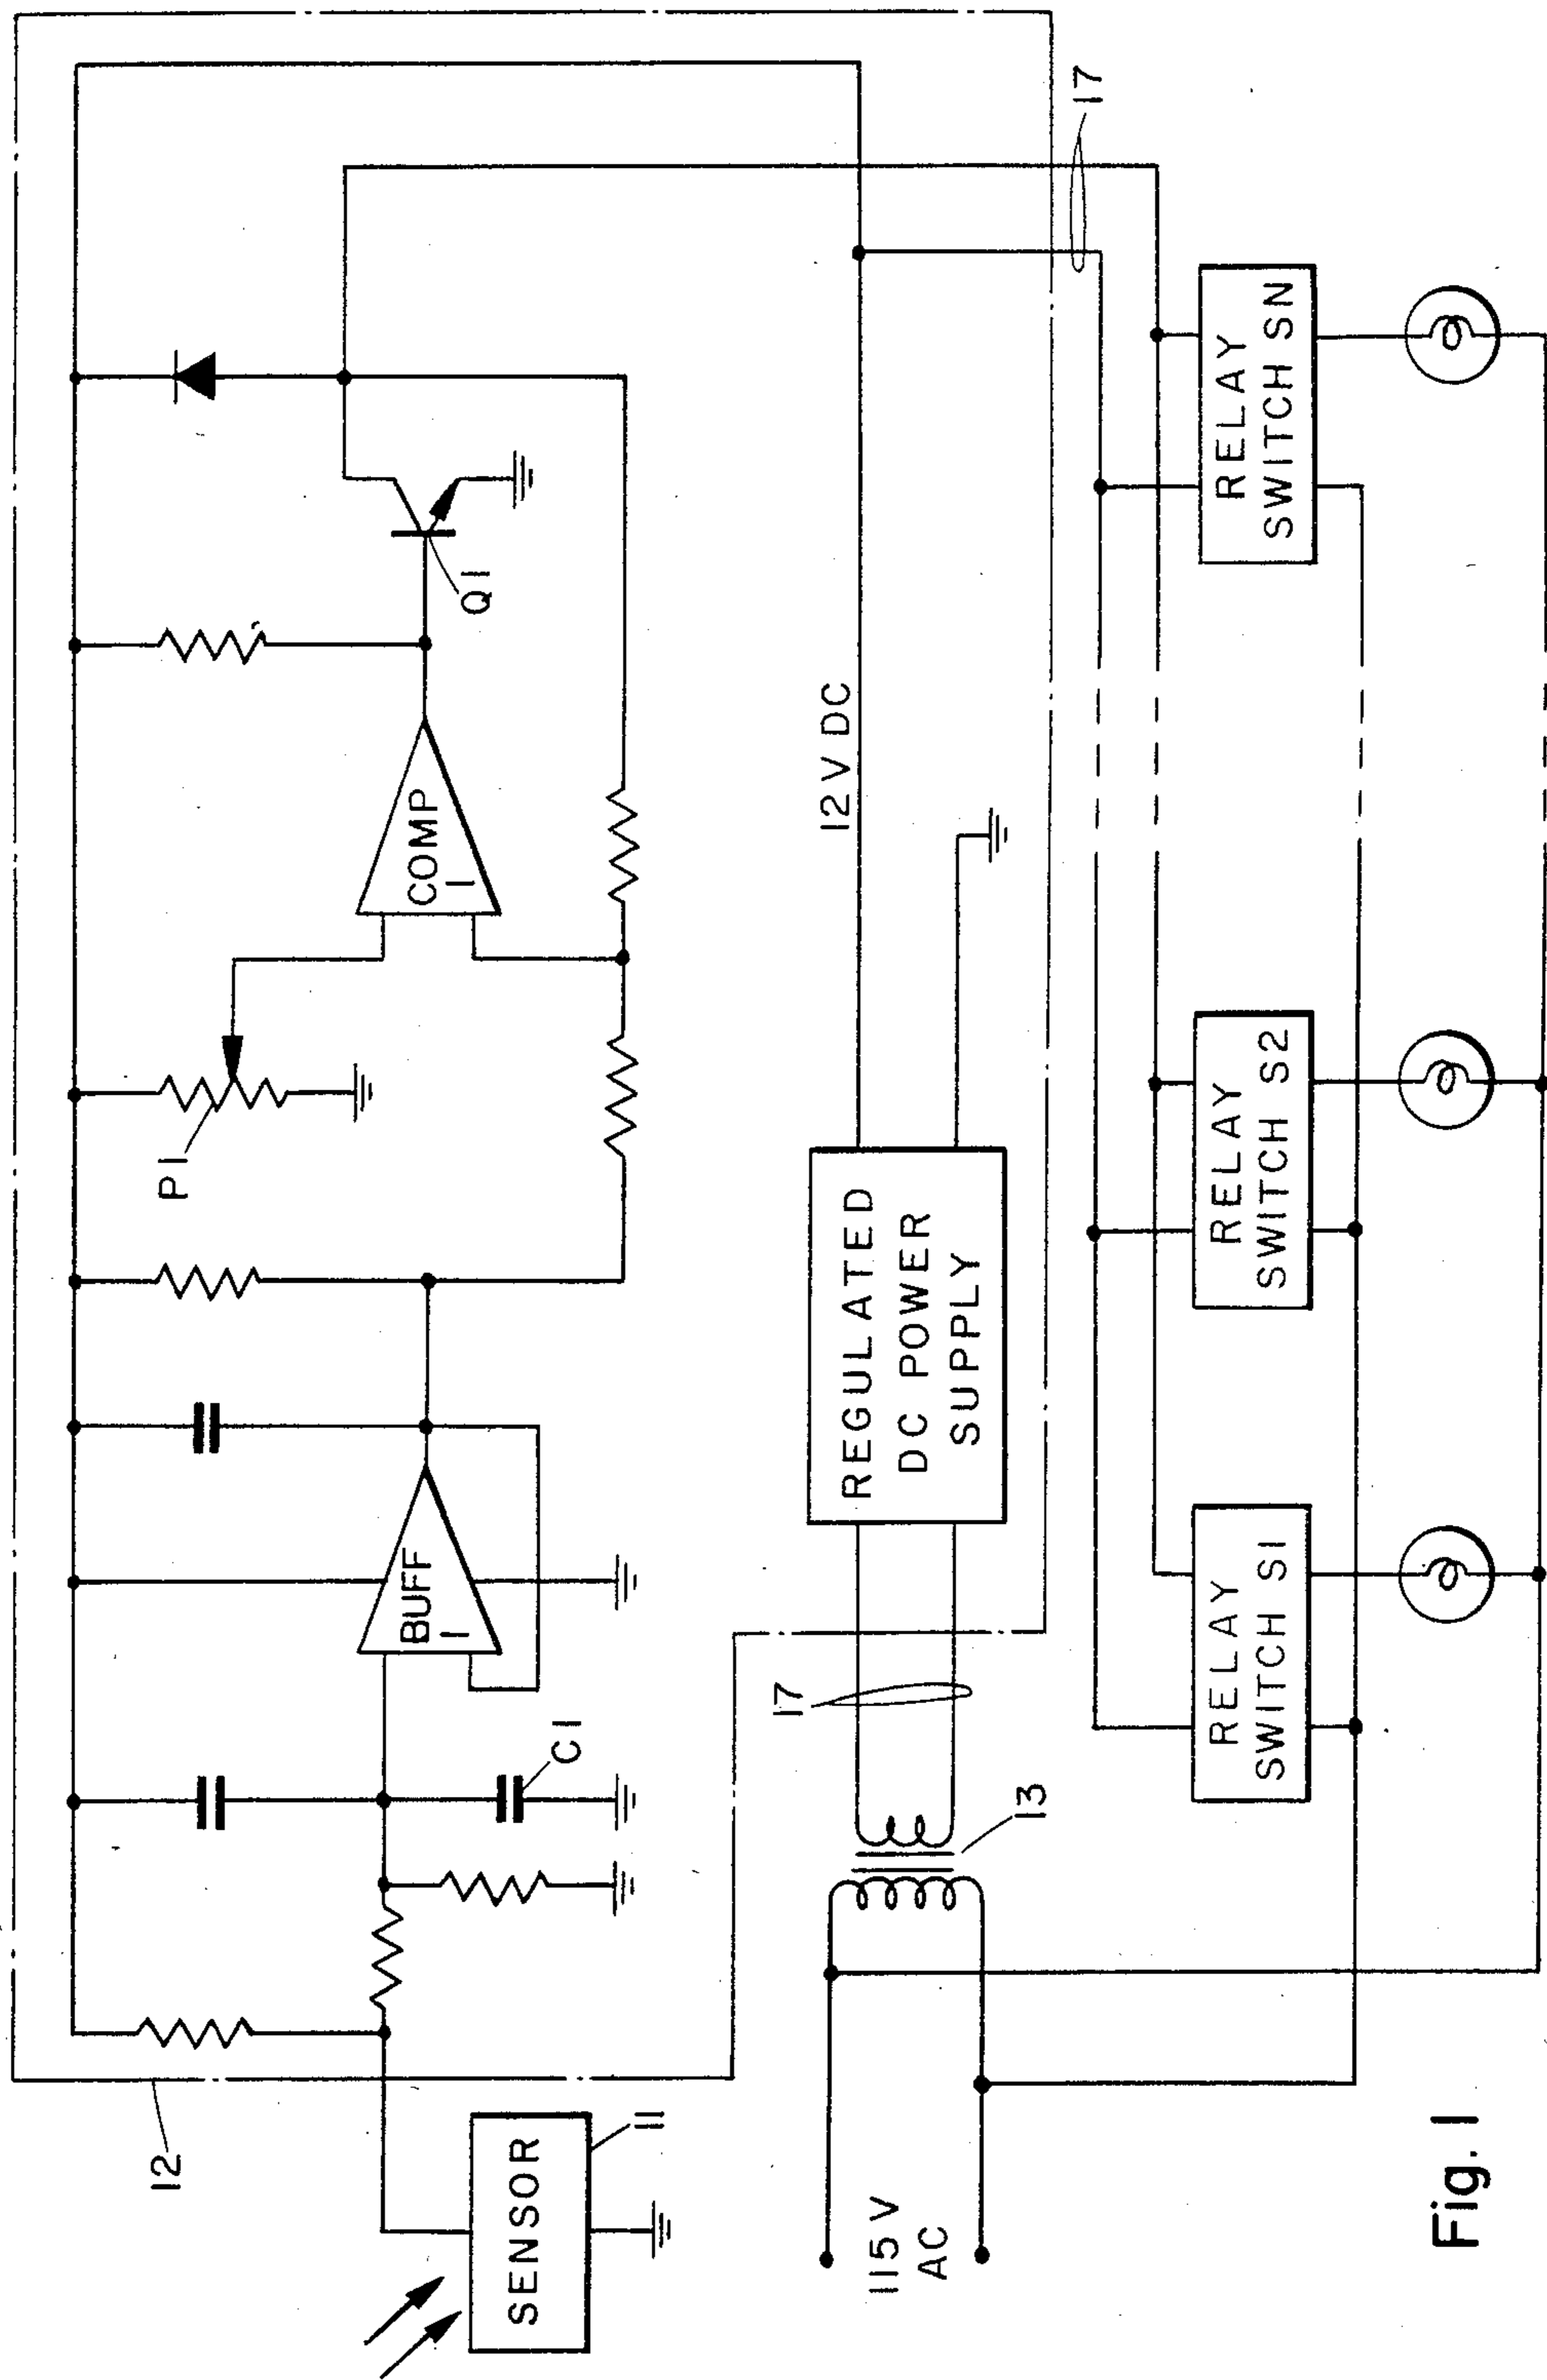 12
SENSOR
11
C1
BUFF
1
P1
COMP
1
Q1
115V
AC
13
17
REGULATED
DC POWER
SUPPLY
12 V DC
17
RELAY
SWITCH S1
RELAY
SWITCH S2
RELAY
SWITCH SN
Fig. 1